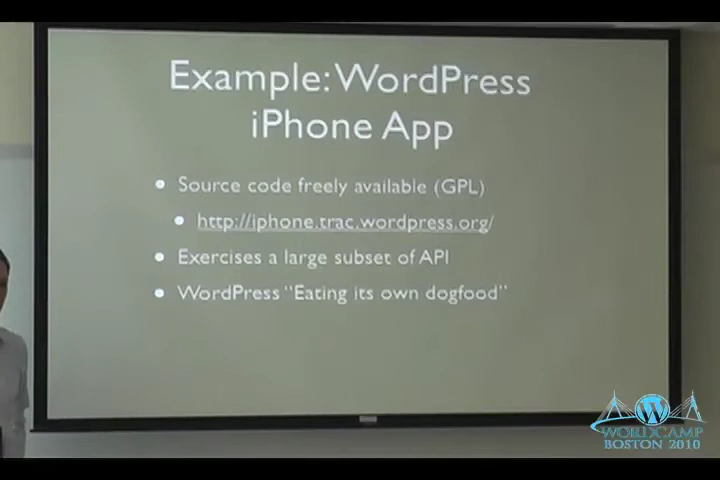 Example: WordPress
iPhone App
• Source code freely available (GPL)
• http://iphone.trac.wordpress.org/
• Exercises a large subset of API
• WordPress “Eating its own dogfood”
WORDCAMP
BOSTON 2010